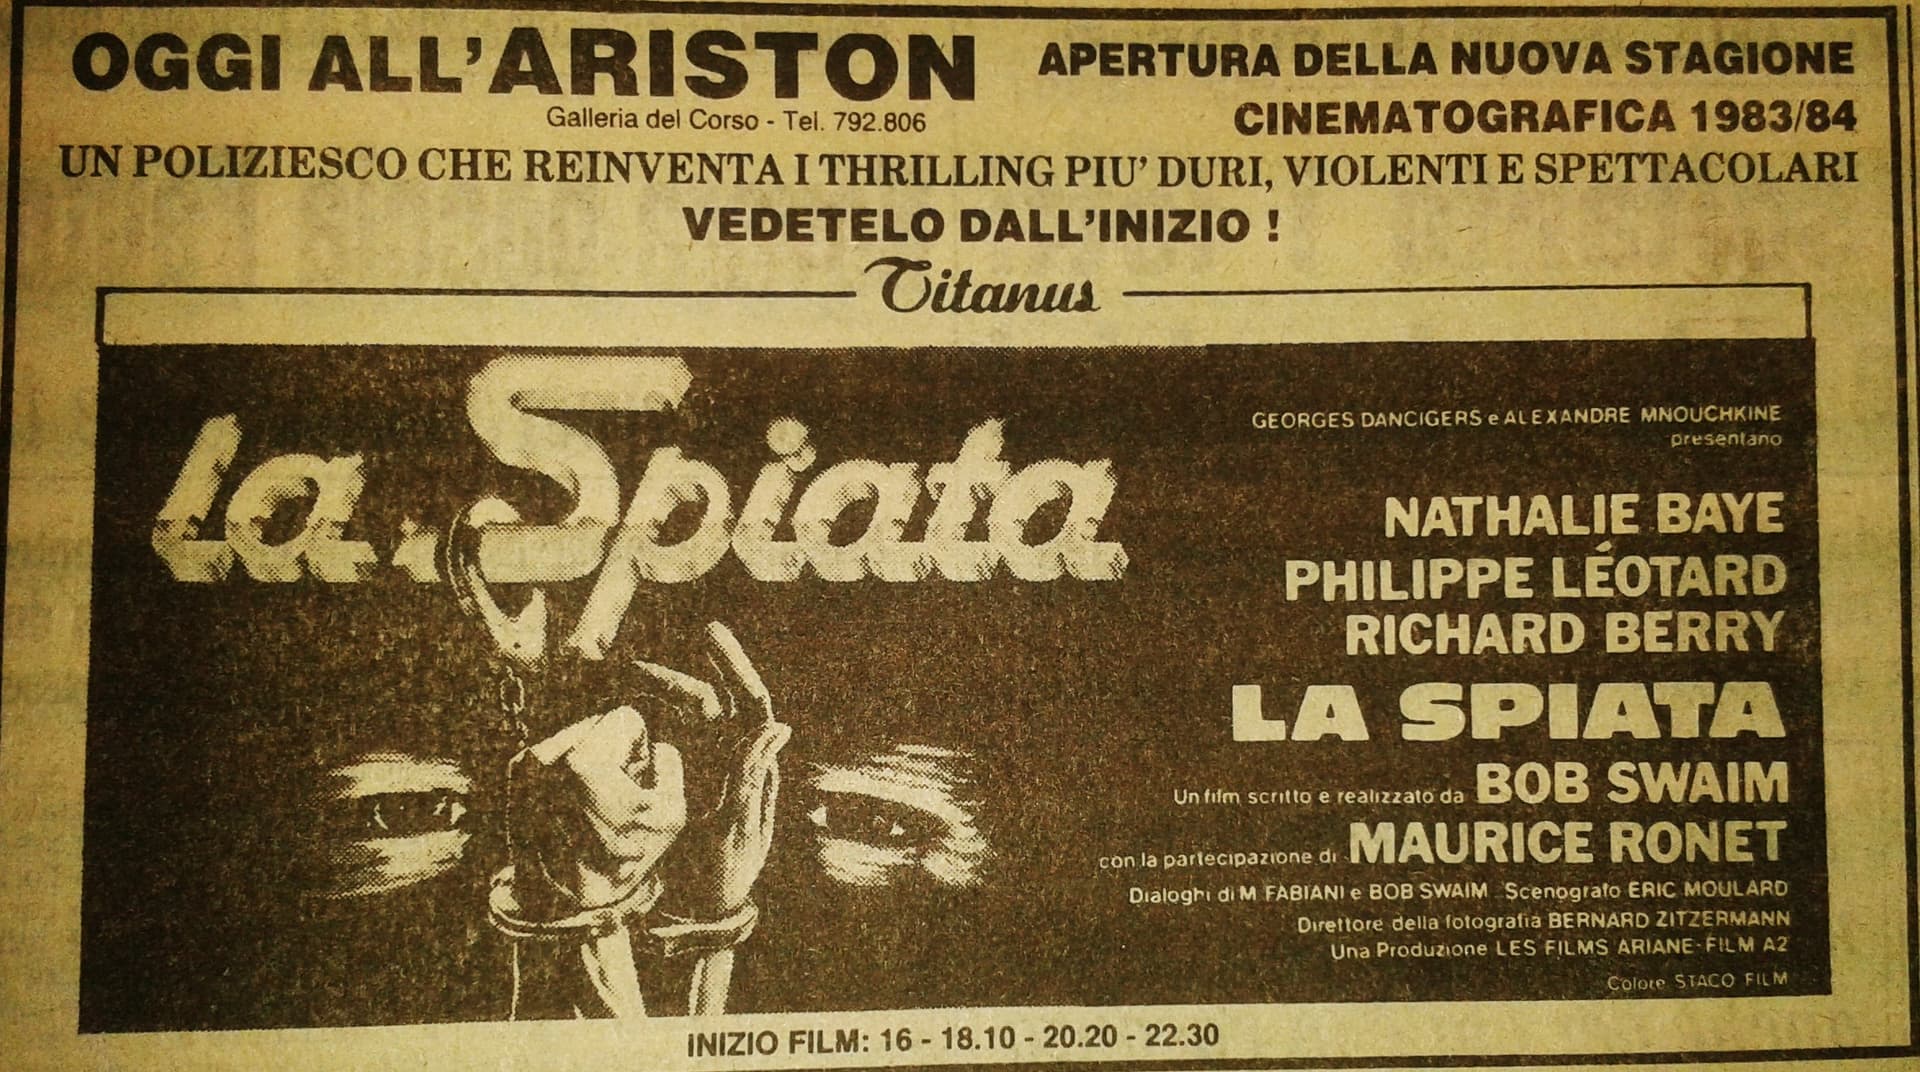 OGGI ALL'ARISTON
Galleria del Corso - Tel. 792.806
APERTURA DELLA NUOVA STAGIONE
CINEMATOGRAFICA 1983/84
UN POLIZIESCO CHE REINVENTA I THRILLING PIU' DURI, VIOLENTI E SPETTACOLARI
VEDETELO DALL'INIZIO !
Titanus
La Spiata
GEORGES DANCIGERS e ALEXANDRE MNOUCHKINE
presentano
NATHALIE BAYE
PHILIPPE LÉOTARD
RICHARD BERRY
LA SPIATA
Un film scritto e realizzato da BOB SWAIM
con la partecipazione di MAURICE RONET
Dialoghi di M FABIANI e BOB SWAIM Scenografo ERIC MOULARD
Direttore della fotografia BERNARD ZITZERMANN
Una Produzione LES FILMS ARIANE-FILM A2
Colore STACO FILM
INIZIO FILM: 16 - 18.10 - 20.20 - 22.30